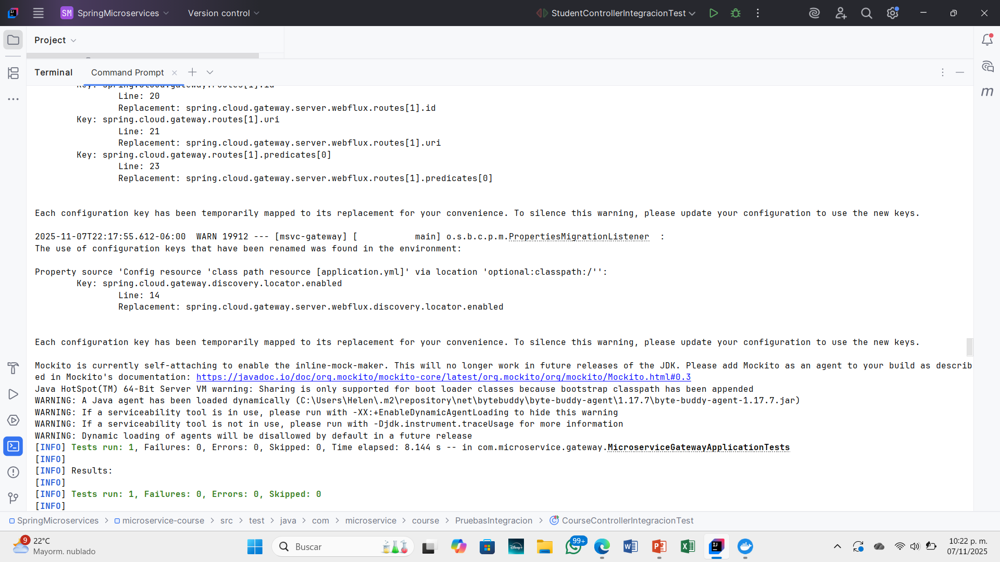 SM SpringMicroservices Version control StudentControllerIntegracionTest
Project
Terminal Command Prompt
Key: spring.cloud.gateway.routes[1].id
Line: 20
Replacement: spring.cloud.gateway.server.webflux.routes[1].id
Key: spring.cloud.gateway.routes[1].uri
Line: 21
Replacement: spring.cloud.gateway.server.webflux.routes[1].uri
Key: spring.cloud.gateway.routes[1].predicates[0]
Line: 23
Replacement: spring.cloud.gateway.server.webflux.routes[1].predicates[0]
Each configuration key has been temporarily mapped to its replacement for your convenience. To silence this warning, please update your configuration to use the new keys.
2025-11-07T22:17:55.612-06:00  WARN 19912 --- [msvc-gateway] [           main] o.s.b.c.p.m.PropertiesMigrationListener  :
The use of configuration keys that have been renamed was found in the environment:
Property source 'Config resource 'class path resource [application.yml]' via location 'optional:classpath:/'':
Key: spring.cloud.gateway.discovery.locator.enabled
Line: 14
Replacement: spring.cloud.gateway.server.webflux.discovery.locator.enabled
Each configuration key has been temporarily mapped to its replacement for your convenience. To silence this warning, please update your configuration to use the new keys.
Mockito is currently self-attaching to enable the inline-mock-maker. This will no longer work in future releases of the JDK. Please add Mockito as an agent to your build as describ
ed in Mockito's documentation: https://javadoc.io/doc/org.mockito/mockito-core/latest/org.mockito/org/mockito/Mockito.html#0.3
Java HotSpot(TM) 64-Bit Server VM warning: Sharing is only supported for boot loader classes because bootstrap classpath has been appended
WARNING: A Java agent has been loaded dynamically (C:\Users\Helen\.m2\repository\net\bytebuddy\byte-buddy-agent\1.17.7\byte-buddy-agent-1.17.7.jar)
WARNING: If a serviceability tool is in use, please run with -XX:+EnableDynamicAgentLoading to hide this warning
WARNING: If a serviceability tool is not in use, please run with -Djdk.instrument.traceUsage for more information
WARNING: Dynamic loading of agents will be disallowed by default in a future release
[INFO] Tests run: 1, Failures: 0, Errors: 0, Skipped: 0, Time elapsed: 8.144 s -- in com.microservice.gateway.MicroserviceGatewayApplicationTests
[INFO]
[INFO] Results:
[INFO]
[INFO] Tests run: 1, Failures: 0, Errors: 0, Skipped: 0
[INFO]
SpringMicroservices > microservice-course > src > test > java > com > microservice > course > PruebasIntegracion > CourseControllerIntegracionTest
9 22°C
Mayorm. nublado
Buscar
99+
10:22 p. m.
07/11/2025